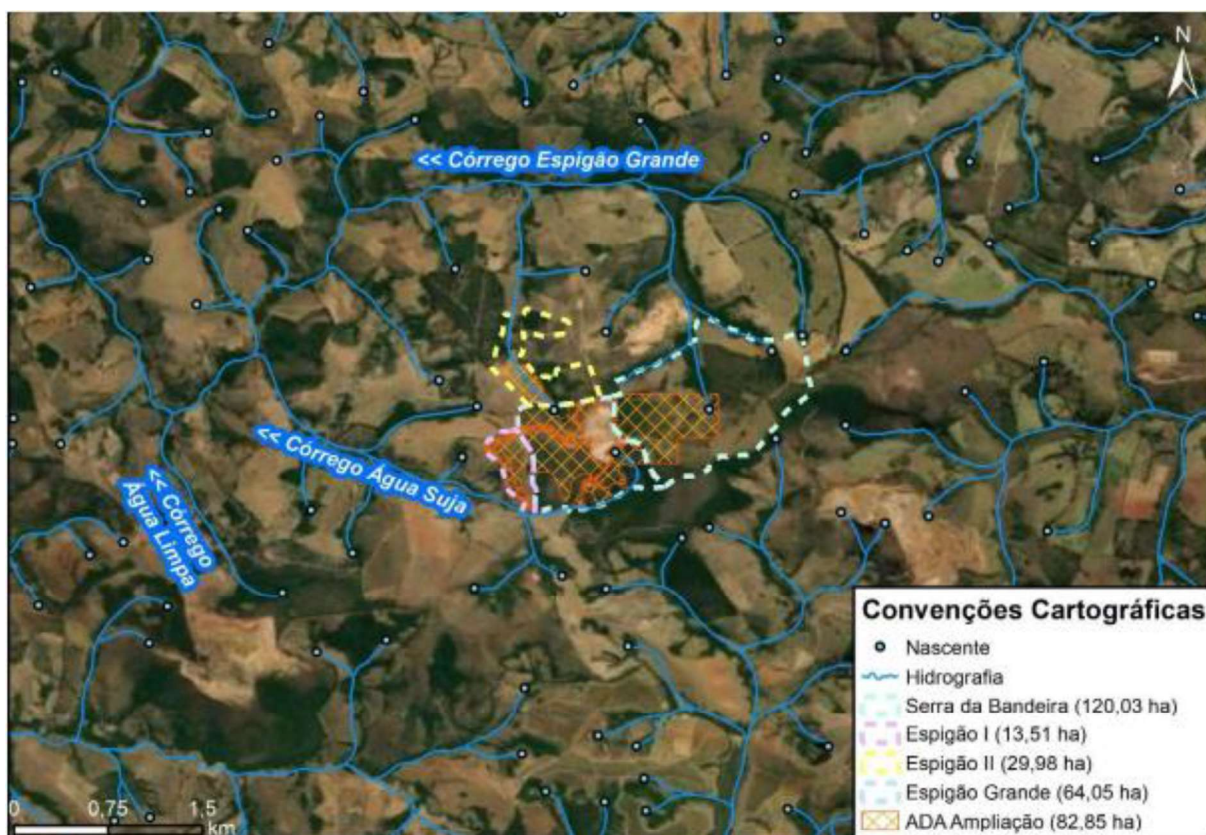 N
<< Córrego Espigão Grande
<< Córrego Água Suja
<< Córrego
Água Limpa
Convenções Cartográficas
Nascente
Hidrografia
Serra da Bandeira (120,03 ha)
Espigão I (13,51 ha)
Espigão II (29,98 ha)
Espigão Grande (64,05 ha)
ADA Ampliação (82,85 ha)
0 0,75 1,5
km